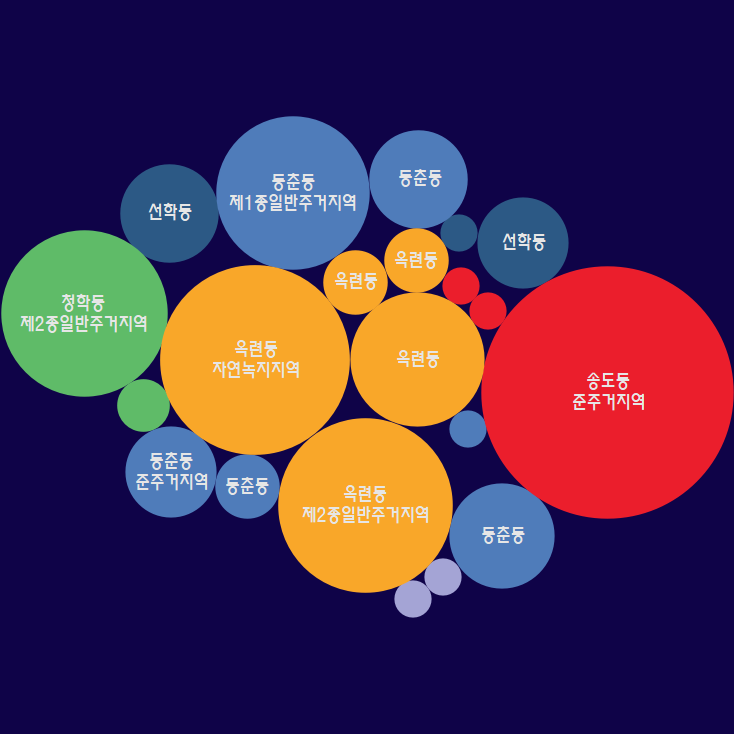 동춘동
제1종일반주거지역
동춘동
선학동
선학동
옥련동
옥련동
청학동
제2종일반주거지역
옥련동
자연녹지지역
옥련동
송도동
준주거지역
동춘동
준주거지역
동춘동
옥련동
제2종일반주거지역
동춘동